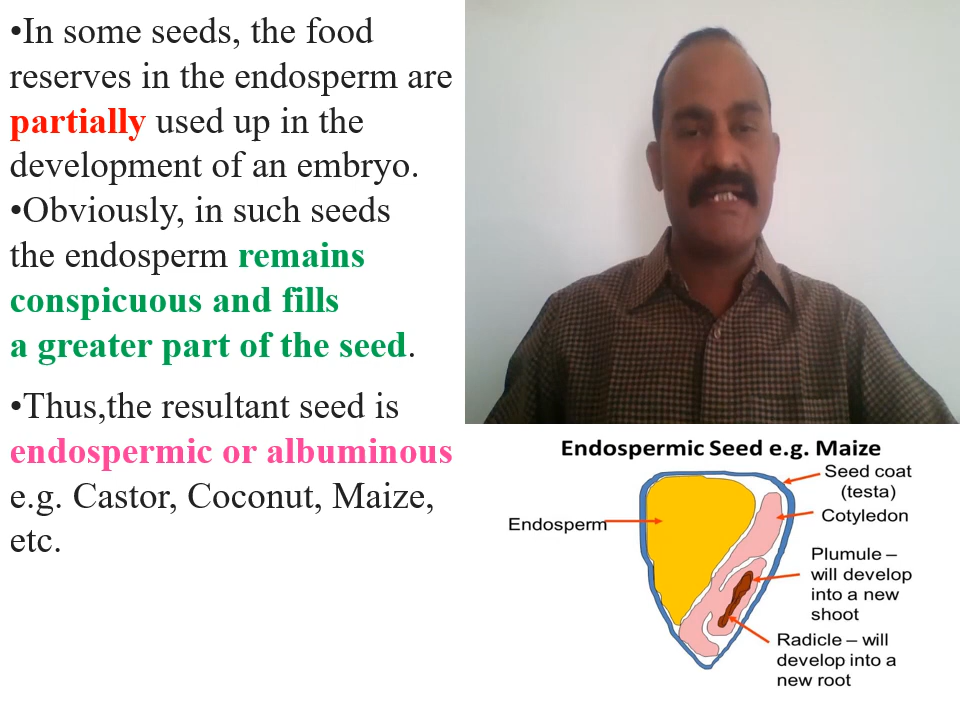 •In some seeds, the food
reserves in the endosperm are
partially used up in the
development of an embryo.
•Obviously, in such seeds
the endosperm remains
conspicuous and fills
a greater part of the seed.
•Thus,the resultant seed is
endospermic or albuminous
e.g. Castor, Coconut, Maize,
etc.
Endospermic Seed e.g. Maize
Seed coat
(testa)
Cotyledon
Endosperm
Plumule –
will develop
into a new
shoot
Radicle – will
develop into a
new root